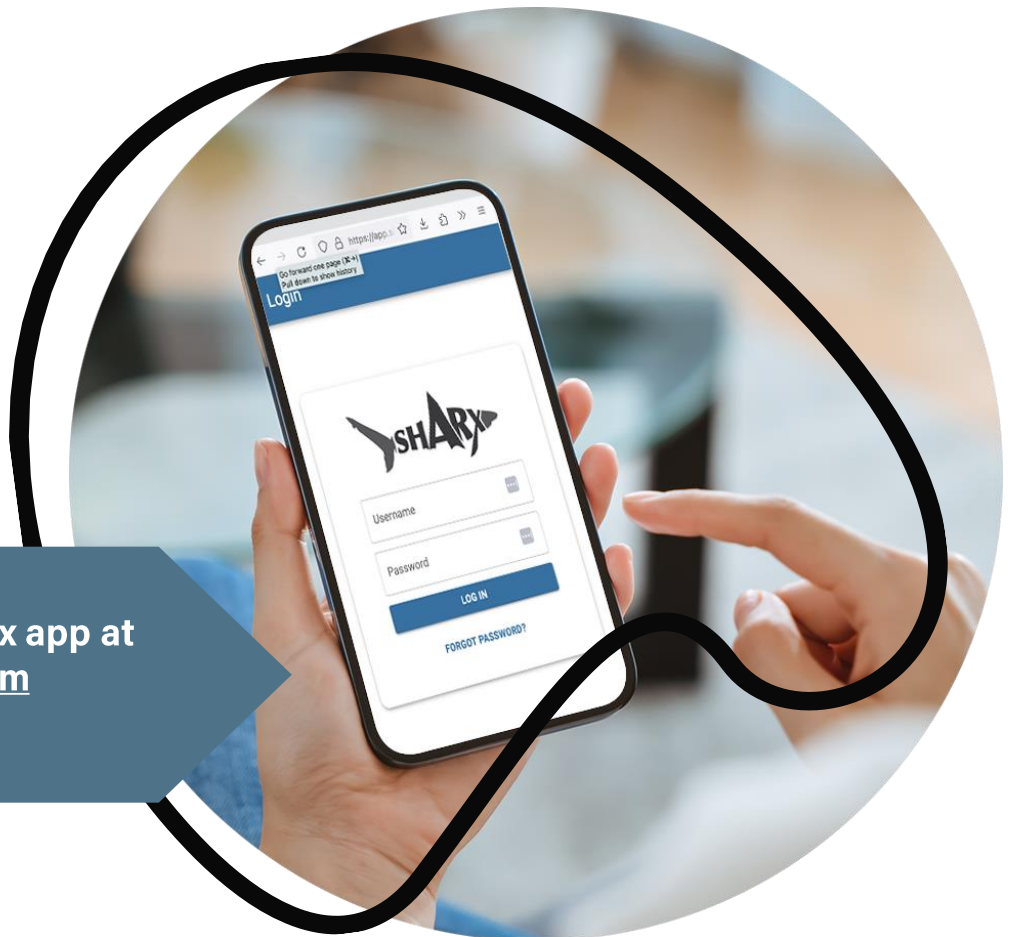 https://app.s
Go forward one page (⌘→)
Pull down to show history
Login
SHARX
Username
Password
LOG IN
FORGOT PASSWORD?
x app at
m